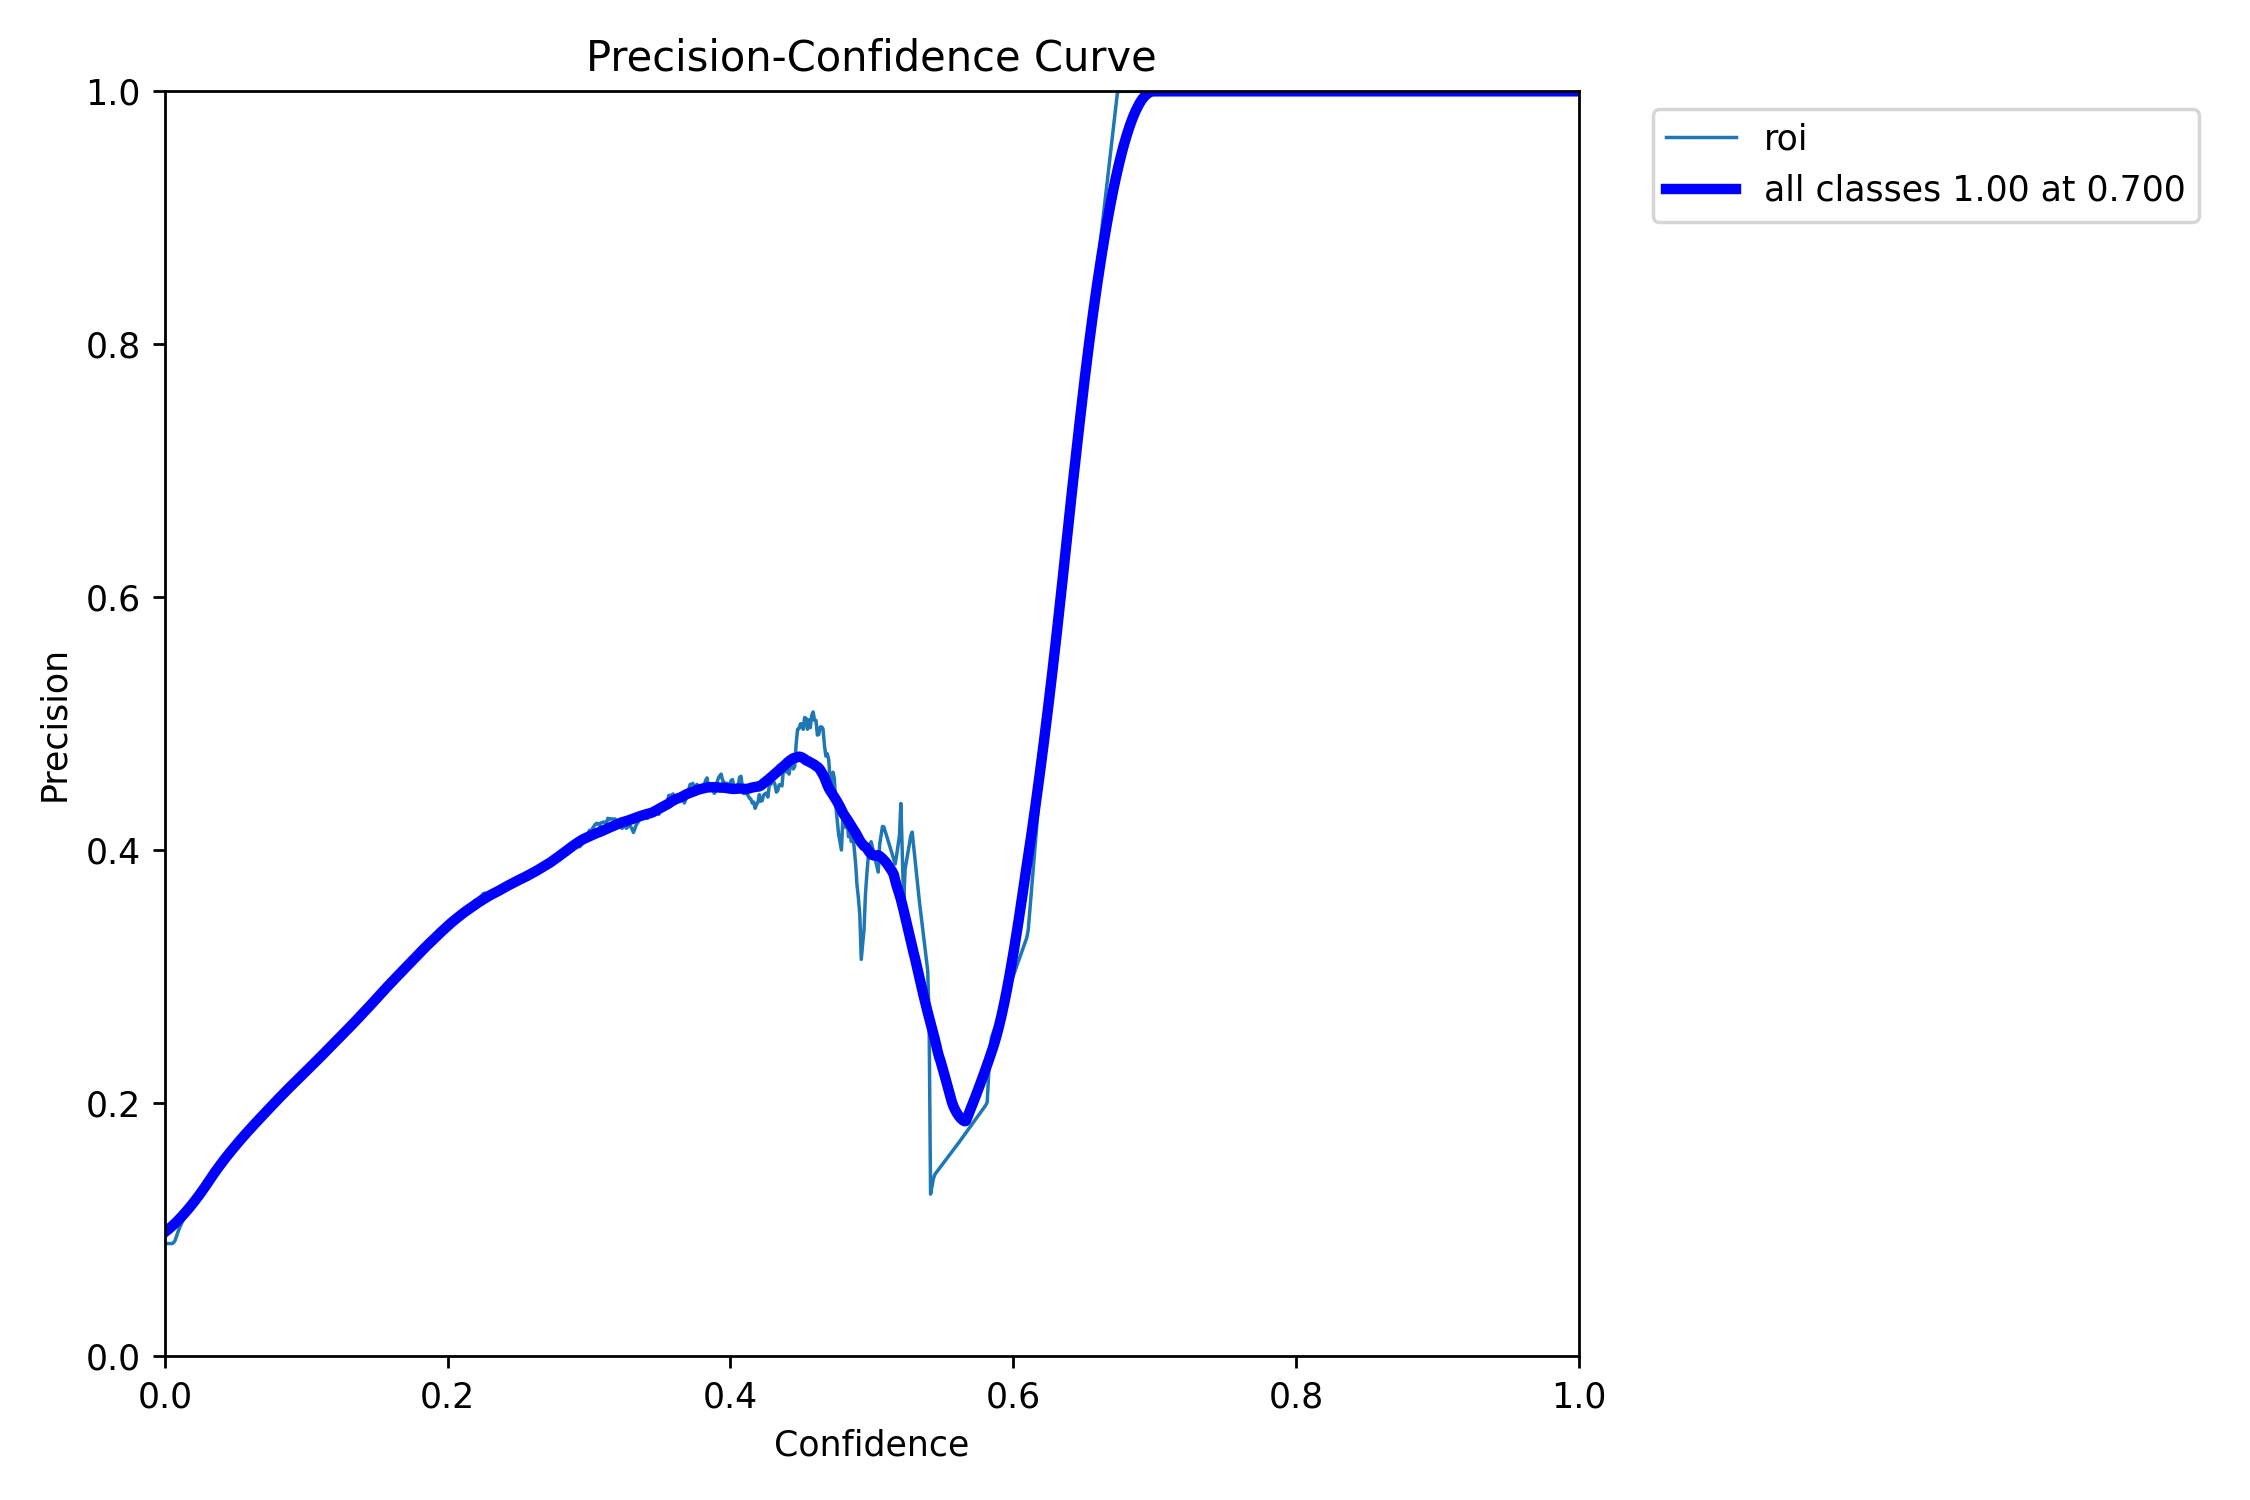 Precision-Confidence Curve
1.0
0.8
0.6
0.4
0.2
0.0
Precision
0.0 0.2 0.4 0.6 0.8 1.0
Confidence
roi
all classes 1.00 at 0.700